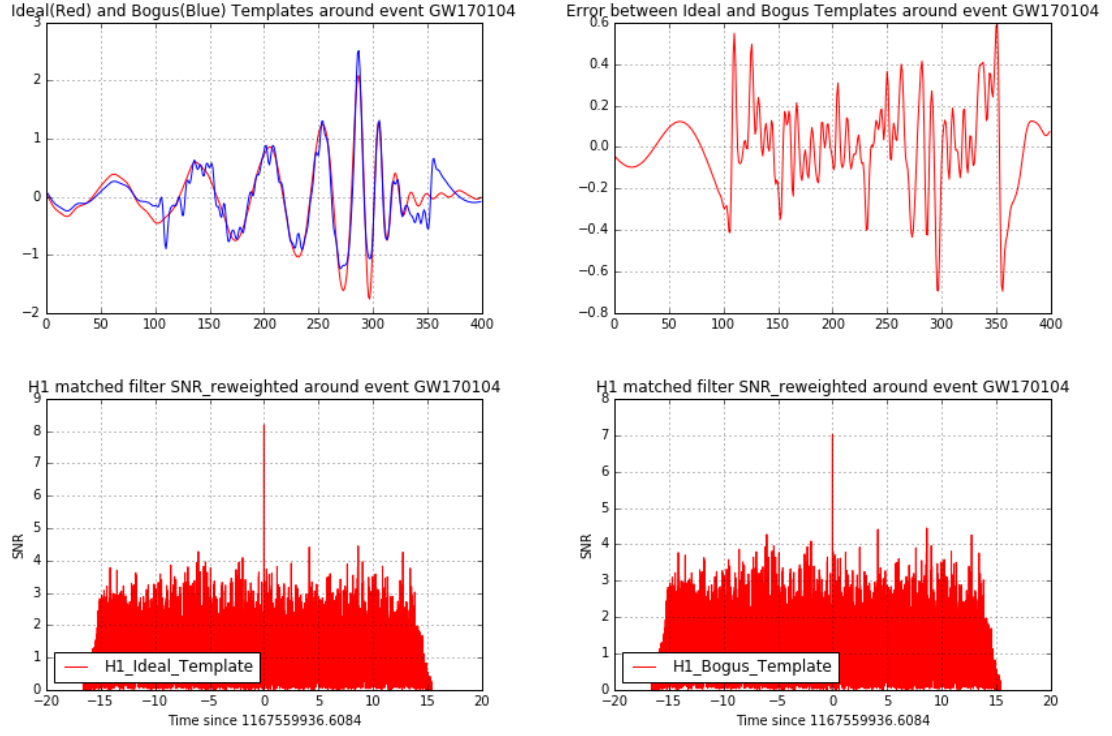 Ideal(Red) and Bogus(Blue) Templates around event GW170104
3
2
1
0
−1
−2
0 50 100 150 200 250 300 350 400
Error between Ideal and Bogus Templates around event GW170104
0.6
0.4
0.2
0.0
−0.2
−0.4
−0.6
−0.8
0 50 100 150 200 250 300 350 400
H1 matched filter SNR_reweighted around event GW170104
9
8
7
6
5
4
3
2
1
0
SNR
H1_Ideal_Template
−20 −15 −10 −5 0 5 10 15 20
Time since 1167559936.6084
H1 matched filter SNR_reweighted around event GW170104
8
7
6
5
4
3
2
1
0
SNR
H1_Bogus_Template
−20 −15 −10 −5 0 5 10 15 20
Time since 1167559936.6084